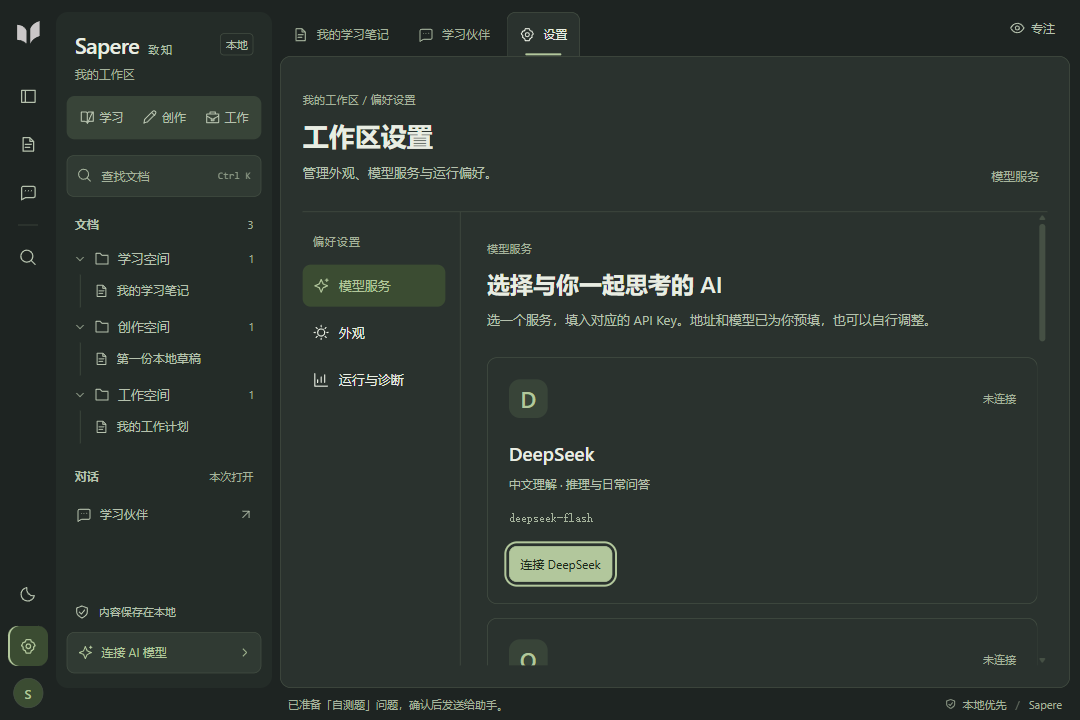 Sapere 致知
本地
我的工作区
学习
创作
工作
查找文档
Ctrl K
文档
3
学习空间
1
我的学习笔记
创作空间
1
第一份本地草稿
工作空间
1
我的工作计划
对话
本次打开
学习伙伴
内容保存在本地
连接 AI 模型
S
我的学习笔记
学习伙伴
设置
专注
我的工作区 / 偏好设置
工作区设置
管理外观、模型服务与运行偏好。
模型服务
偏好设置
模型服务
外观
运行与诊断
模型服务
选择与你一起思考的 AI
选一个服务，填入对应的 API Key。地址和模型已为你预填，也可以自行调整。
D
未连接
DeepSeek
中文理解 · 推理与日常问答
deepseek-flash
连接 DeepSeek
未连接
已准备「自测题」问题，确认后发送给助手。
本地优先 / Sapere